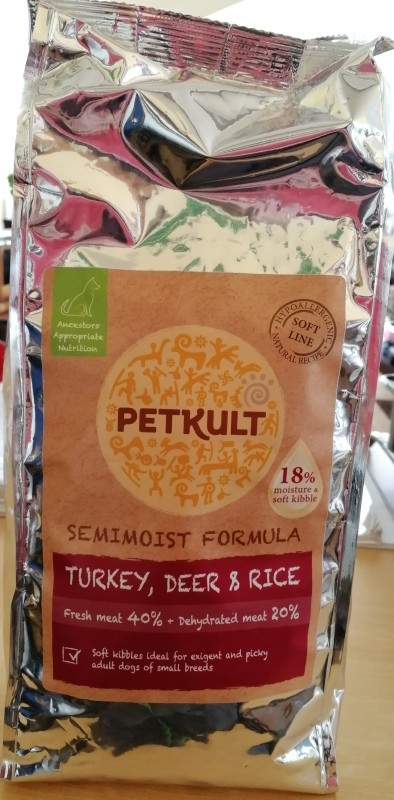 Ancestors'
Appropriate
Nutrition
HYPOALLERGENIC
SOFT
LINE
NATURAL RECIPE
PETKULT
18%
moisture &
soft kibble
SEMIMOIST FORMULA
TURKEY, DEER & RICE
Fresh meat 40% + Dehydrated meat 20%
Soft kibbles ideal for exigent and picky
adult dogs of small breeds